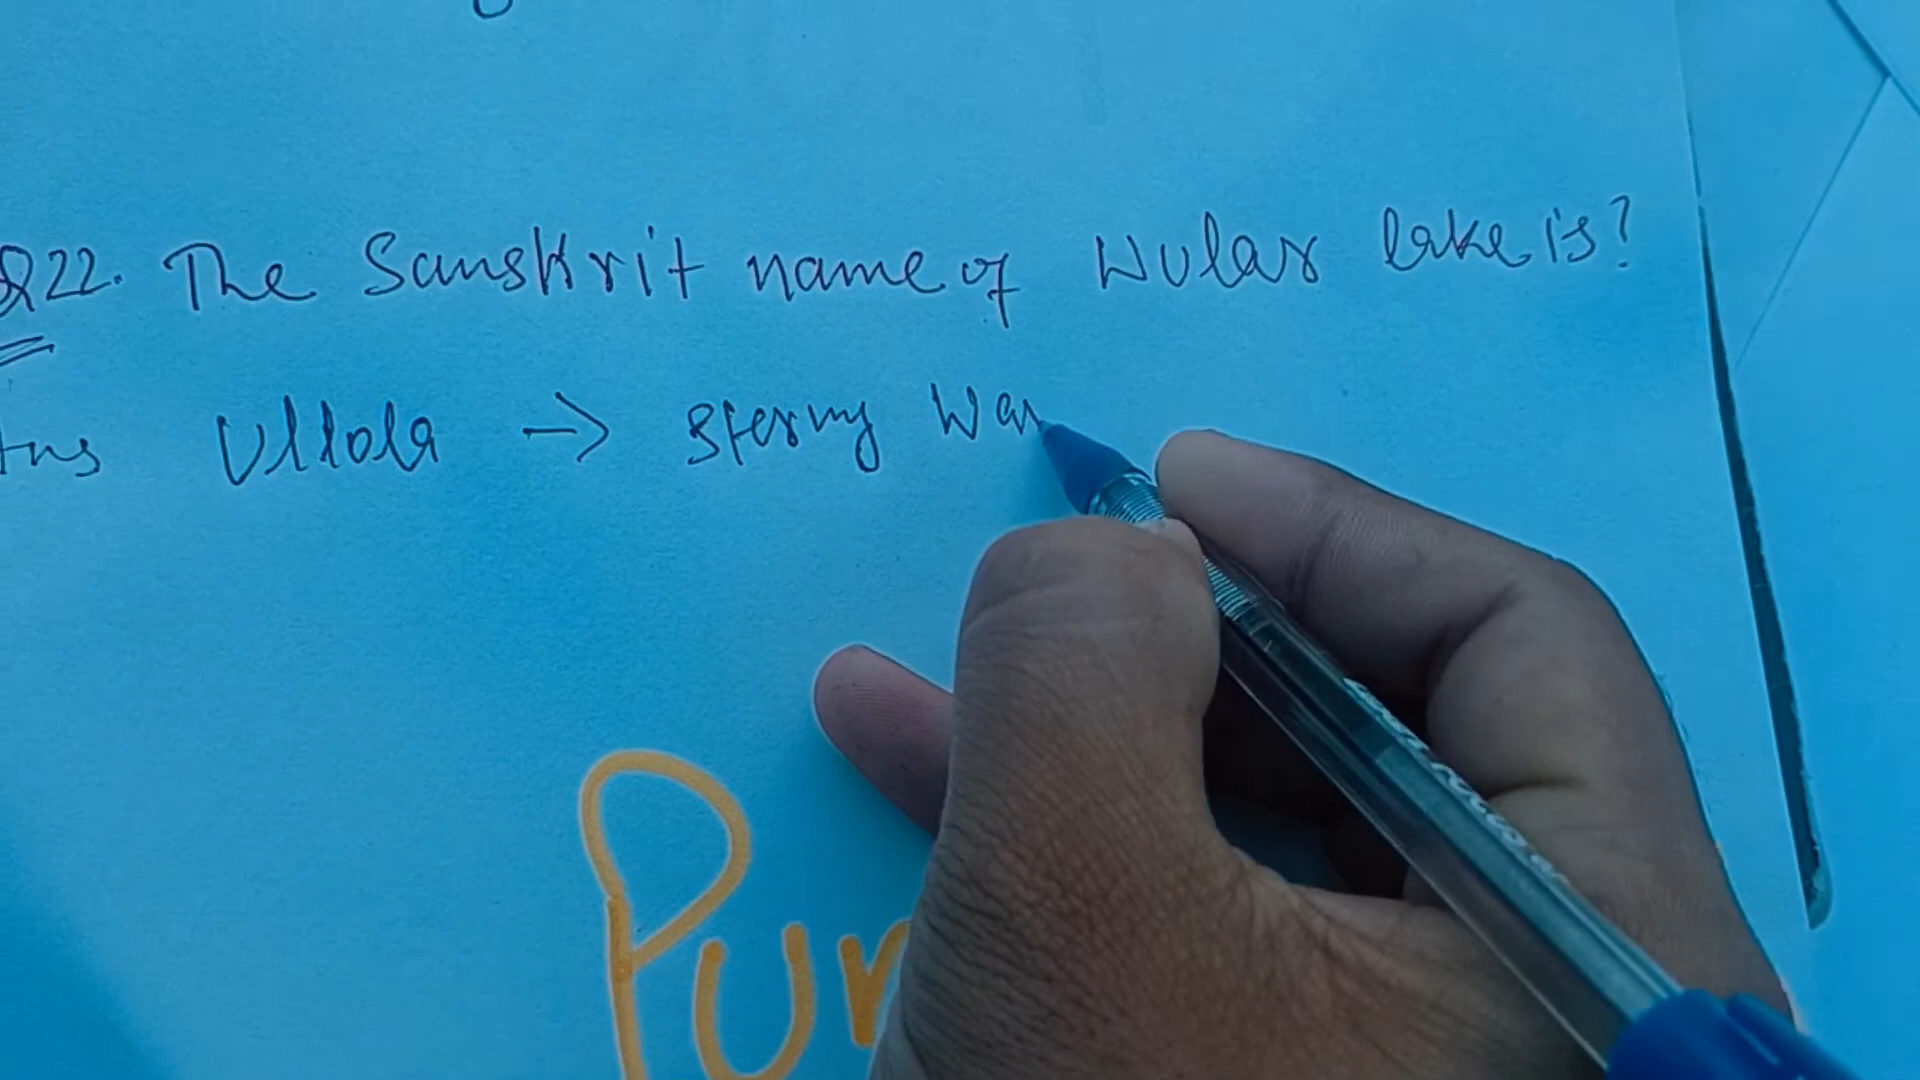 Q22. The Sanskrit name of Wular lake is?
Ans Ullola → Stormy Wa
Pur